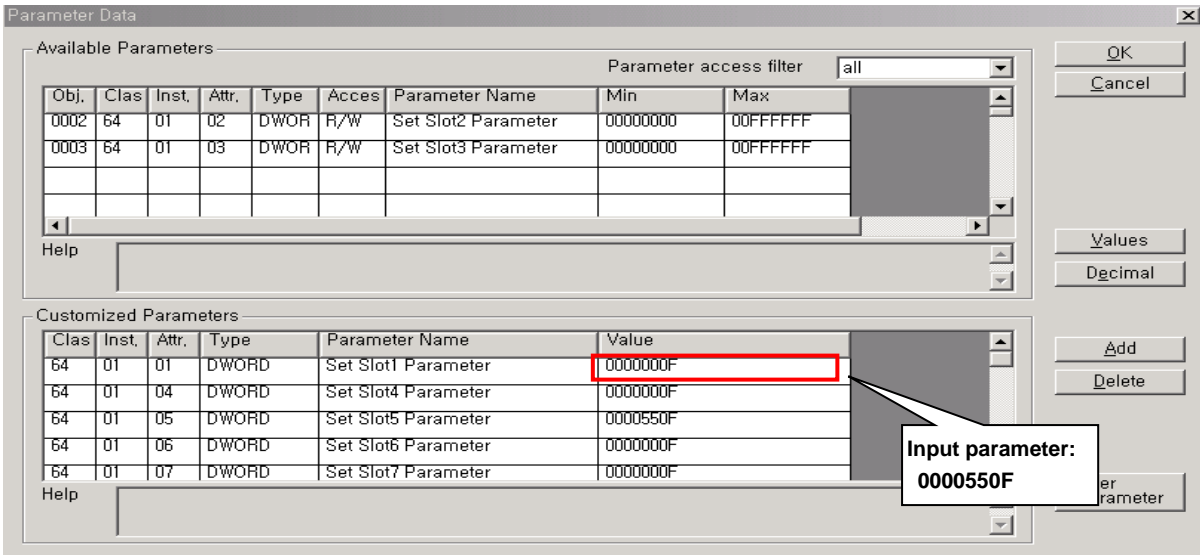 Parameter Data
Available Parameters
OK
Parameter access filter all
Cancel
Obj. Clas Inst. Attr. Type Acces Parameter Name Min Max
0002 64 01 02 DWOR R/W Set Slot2 Parameter 00000000 00FFFFFF
0003 64 01 03 DWOR R/W Set Slot3 Parameter 00000000 00FFFFFF
Values
Help
Decimal
Customized Parameters
Clas Inst. Attr. Type Parameter Name Value
Add
64 01 01 DWORD Set Slot1 Parameter 0000000F
Delete
64 01 04 DWORD Set Slot4 Parameter 0000000F
64 01 05 DWORD Set Slot5 Parameter 0000550F
64 01 06 DWORD Set Slot6 Parameter 0000000F
64 01 07 DWORD Set Slot7 Parameter 0000000F
Input parameter:
0000550F
Help
er
rameter